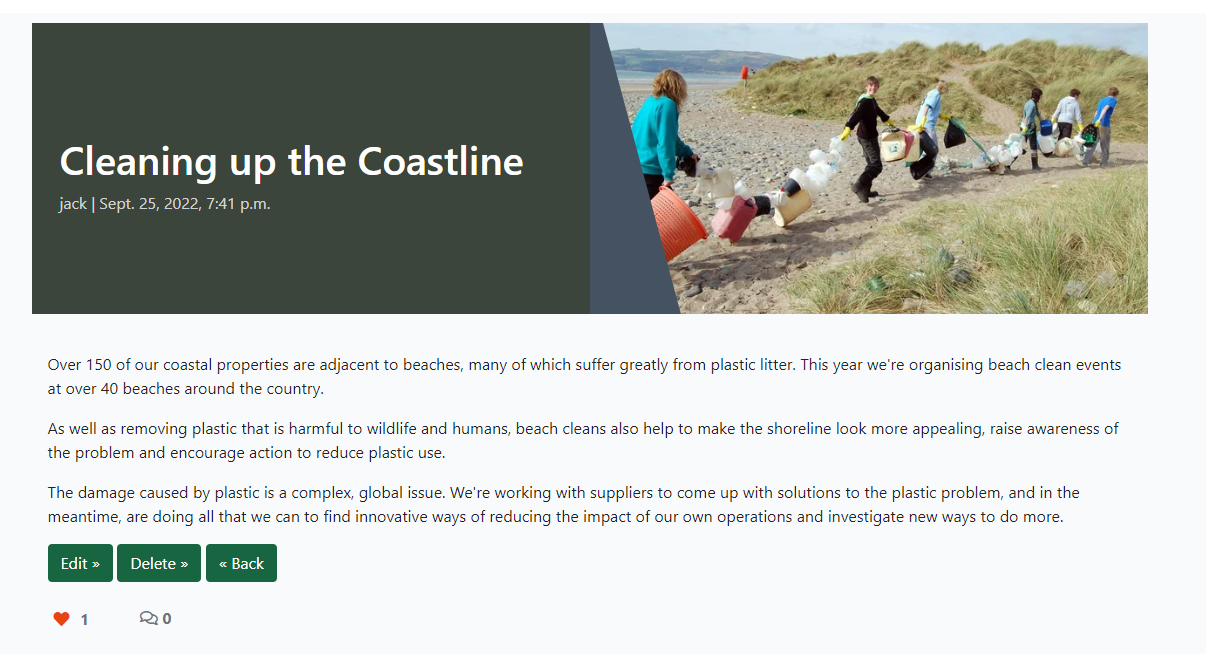 Cleaning up the Coastline
jack | Sept. 25, 2022, 7:41 p.m.
Over 150 of our coastal properties are adjacent to beaches, many of which suffer greatly from plastic litter. This year we're organising beach clean events
at over 40 beaches around the country.
As well as removing plastic that is harmful to wildlife and humans, beach cleans also help to make the shoreline look more appealing, raise awareness of
the problem and encourage action to reduce plastic use.
The damage caused by plastic is a complex, global issue. We're working with suppliers to come up with solutions to the plastic problem, and in the
meantime, are doing all that we can to find innovative ways of reducing the impact of our own operations and investigate new ways to do more.
Edit » Delete » « Back
1 0